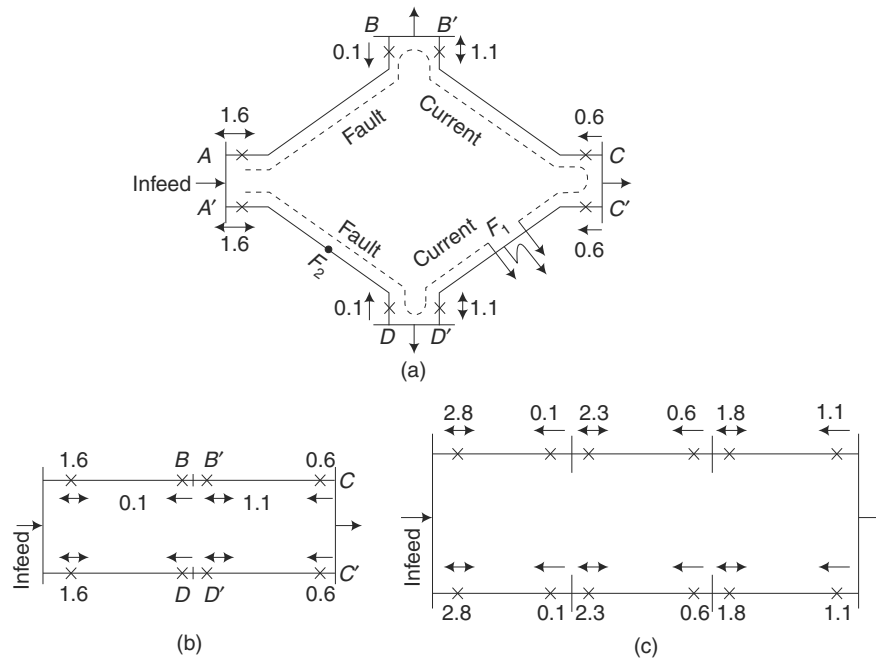 B B′
0.1 1.1
1.6 0.6
Fault Current
A C
Infeed
A′ C′
1.6 0.6
Fault Current F1
F2
0.1 1.1
D D′
(a)
1.6 B B′ 0.6
C
0.1 1.1
Infeed
C′
1.6 D D′ 0.6
(b)
2.8 0.1 2.3 0.6 1.8 1.1
Infeed
2.8 0.1 2.3 0.6 1.8 1.1
(c)